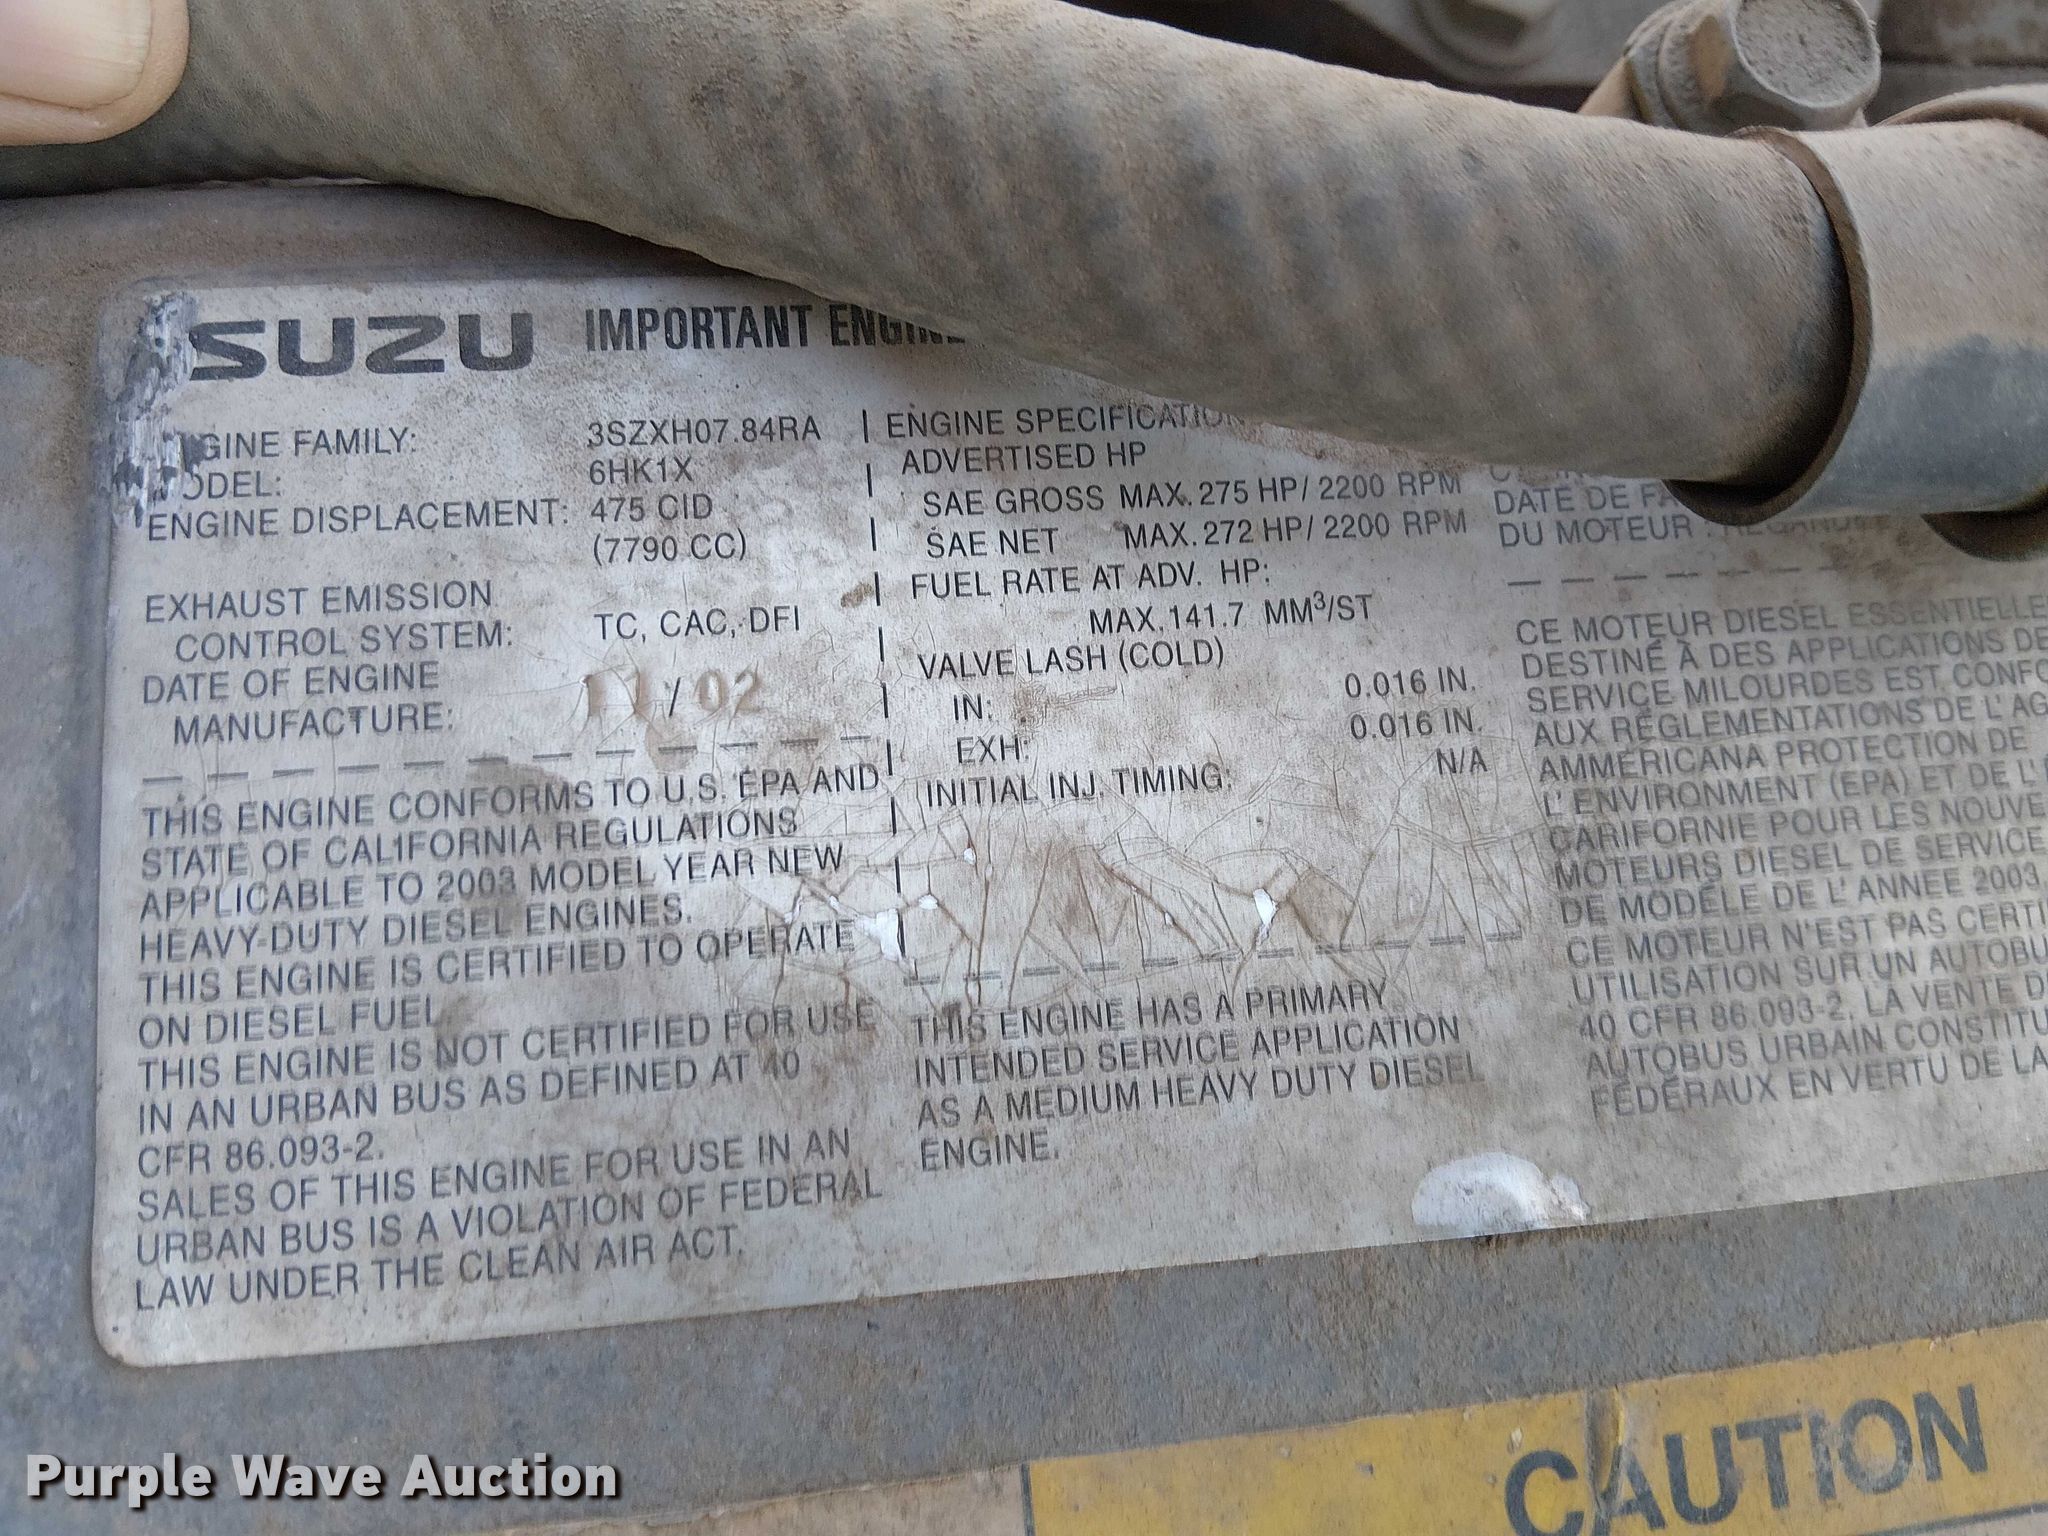 SUZU IMPORTANT ENGINE
GINE FAMILY: 3SZXH07.84RA
MODEL: 6HK1X
ENGINE DISPLACEMENT: 475 CID
(7790 CC)
EXHAUST EMISSION
CONTROL SYSTEM: TC, CAC, DFI
DATE OF ENGINE
MANUFACTURE: 11/02
THIS ENGINE CONFORMS TO U.S. EPA AND
STATE OF CALIFORNIA REGULATIONS
APPLICABLE TO 2003 MODEL YEAR NEW
HEAVY-DUTY DIESEL ENGINES.
THIS ENGINE IS CERTIFIED TO OPERATE
ON DIESEL FUEL
THIS ENGINE IS NOT CERTIFIED FOR USE
IN AN URBAN BUS AS DEFINED AT 40
CFR 86.093-2.
SALES OF THIS ENGINE FOR USE IN AN
URBAN BUS IS A VIOLATION OF FEDERAL
LAW UNDER THE CLEAN AIR ACT.
ENGINE SPECIFICATION
ADVERTISED HP
SAE GROSS MAX. 275 HP/ 2200 RPM
SAE NET MAX. 272 HP/ 2200 RPM
FUEL RATE AT ADV. HP:
MAX. 141.7 MM³/ST
VALVE LASH (COLD)
IN: 0.016 IN.
EXH: 0.016 IN.
INITIAL INJ. TIMING: N/A
THIS ENGINE HAS A PRIMARY
INTENDED SERVICE APPLICATION
AS A MEDIUM HEAVY DUTY DIESEL
ENGINE.
DATE DE FA
DU MOTEUR :
CE MOTEUR DIESEL ESSENTIELLE
DESTINÉ À DES APPLICATIONS DE
SERVICE MILOURDES EST CONFO
AUX RÉGLEMENTATIONS DE L' AG
AMMÉRICANA PROTECTION DE
L' ENVIRONMENT (EPA) ET DE L'
CARIFORNIE POUR LES NOUVE
MOTEURS DIESEL DE SERVICE
DE MODÉLE DE L' ANNEE 2003.
CE MOTEUR N'EST PAS CERTI
UTILISATION SUR UN AUTOBU
40 CFR 86.093-2. LA VENTE D
AUTOBUS URBAIN CONSTITU
FÉDÉRAUX EN VERTU DE LA
CAUTION
Purple Wave Auction